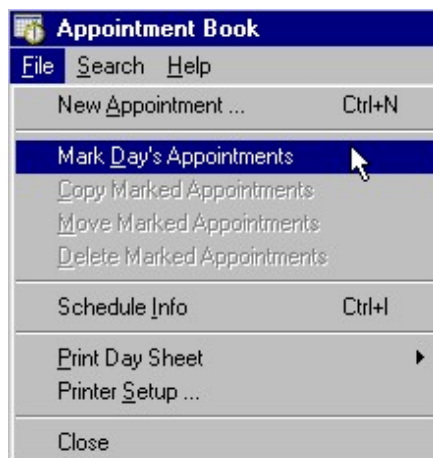 Appointment Book
File Search Help
New Appointment ... Ctrl+N
Mark Day's Appointments
Copy Marked Appointments
Move Marked Appointments
Delete Marked Appointments
Schedule Info Ctrl+I
Print Day Sheet
Printer Setup ...
Close